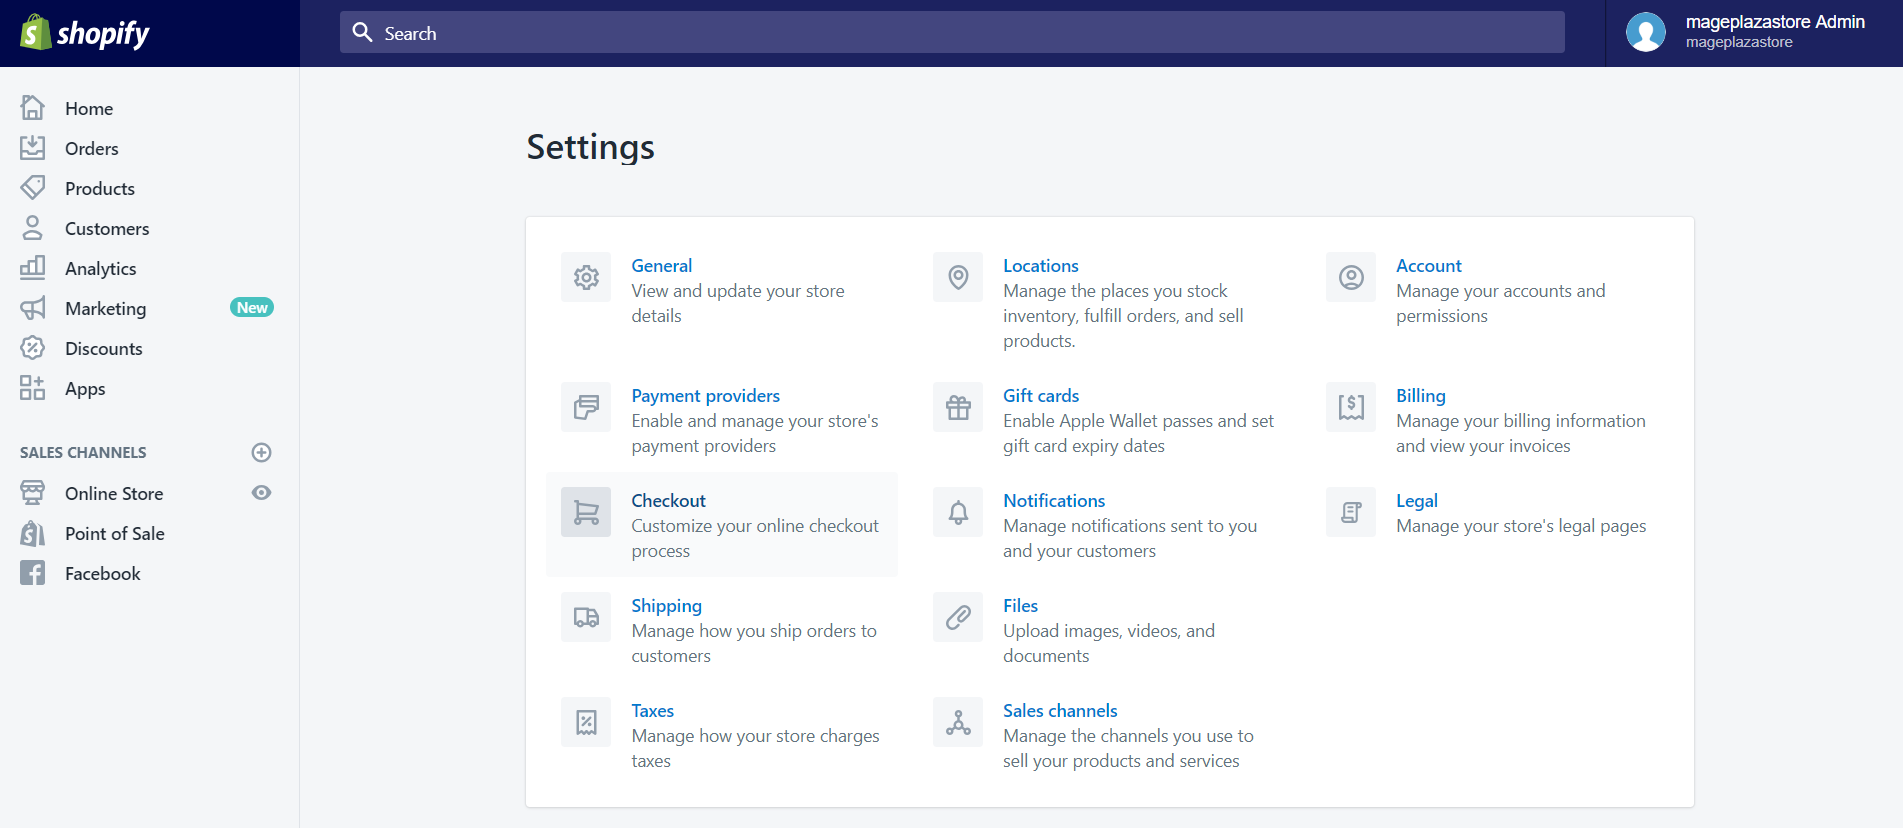 shopify
Search
mageplazastore Admin
mageplazastore
Home
Orders
Products
Customers
Analytics
Marketing New
Discounts
Apps
SALES CHANNELS
Online Store
Point of Sale
Facebook
Settings
General
View and update your store
details
Locations
Manage the places you stock
inventory, fulfill orders, and sell
products.
Account
Manage your accounts and
permissions
Payment providers
Enable and manage your store's
payment providers
Gift cards
Enable Apple Wallet passes and set
gift card expiry dates
Billing
Manage your billing information
and view your invoices
Checkout
Customize your online checkout
process
Notifications
Manage notifications sent to you
and your customers
Legal
Manage your store's legal pages
Shipping
Manage how you ship orders to
customers
Files
Upload images, videos, and
documents
Taxes
Manage how your store charges
taxes
Sales channels
Manage the channels you use to
sell your products and services